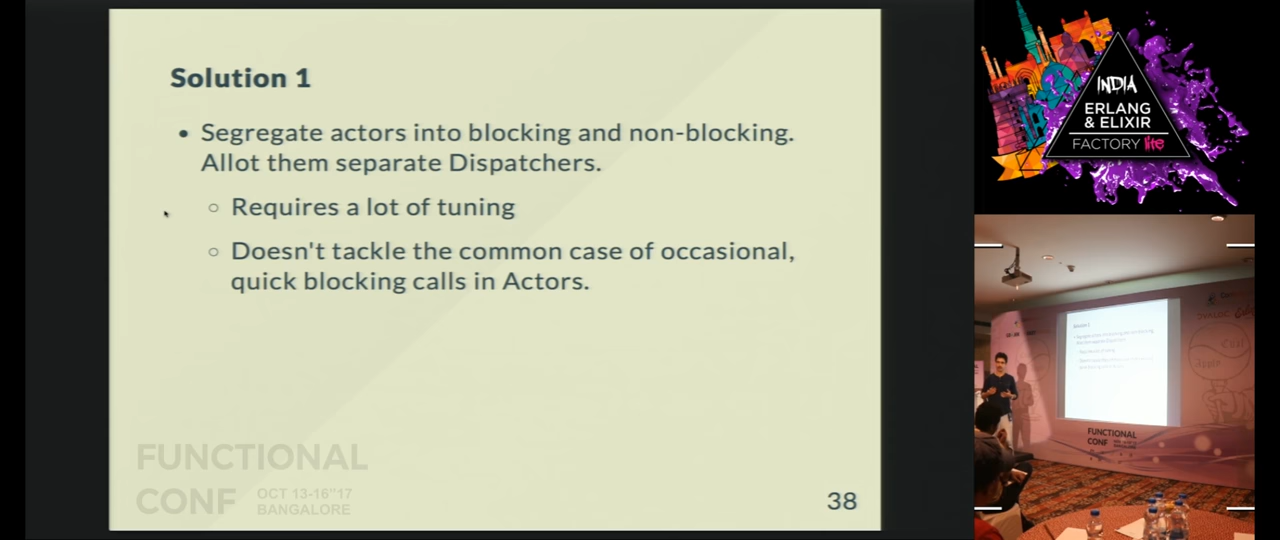 Solution 1
• Segregate actors into blocking and non-blocking.
Allot them separate Dispatchers.
○ Requires a lot of tuning
○ Doesn't tackle the common case of occasional,
quick blocking calls in Actors.
FUNCTIONAL
CONF OCT 13-16"17
BANGALORE
38
INDIA
ERLANG
& ELIXIR
FACTORY lite
Solution 1
FUNCTIONAL
CONF